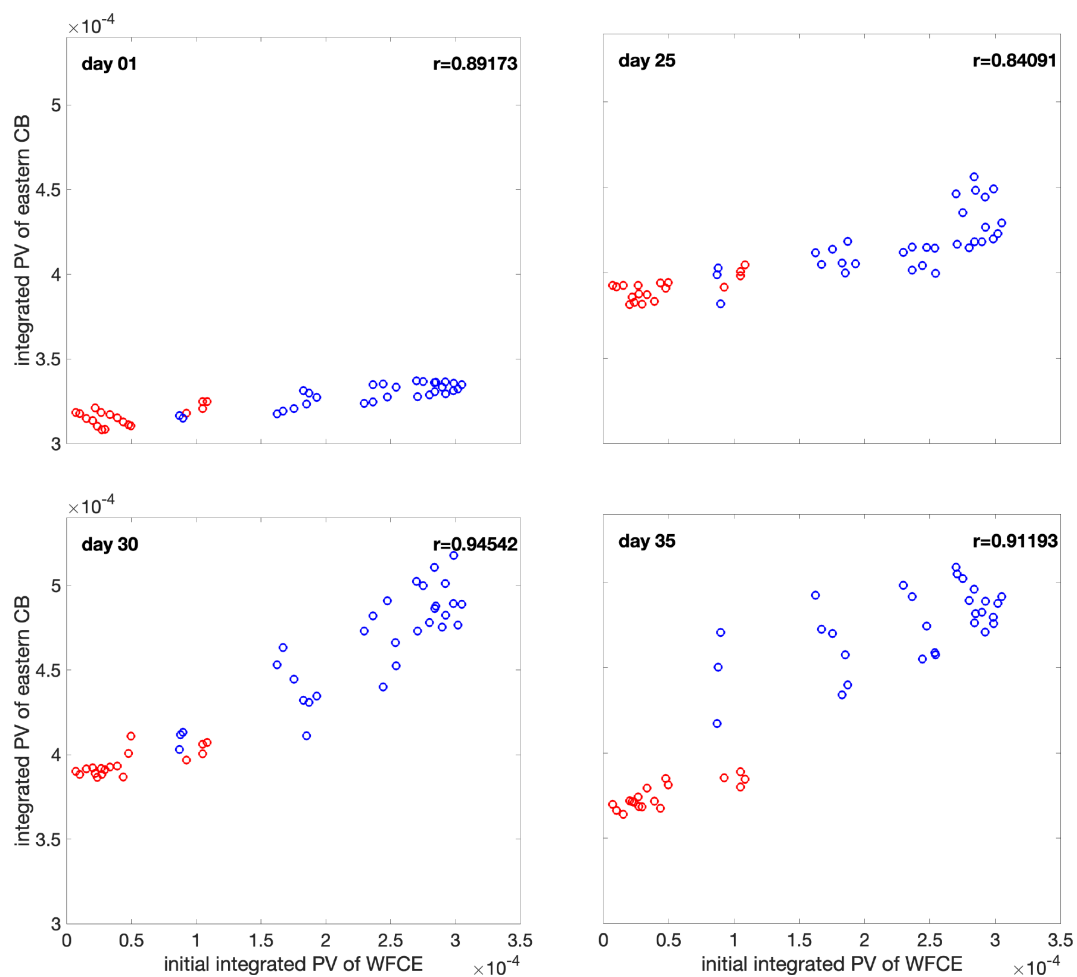 ×10⁻⁴
day 01 r=0.89173
day 25 r=0.84091
5
4.5
4
3.5
3
integrated PV of eastern CB
×10⁻⁴
day 30 r=0.94542
day 35 r=0.91193
5
4.5
4
3.5
3
integrated PV of eastern CB
0 0.5 1 1.5 2 2.5 3 3.5
0 0.5 1 1.5 2 2.5 3 3.5
initial integrated PV of WFCE ×10⁻⁴
initial integrated PV of WFCE ×10⁻⁴